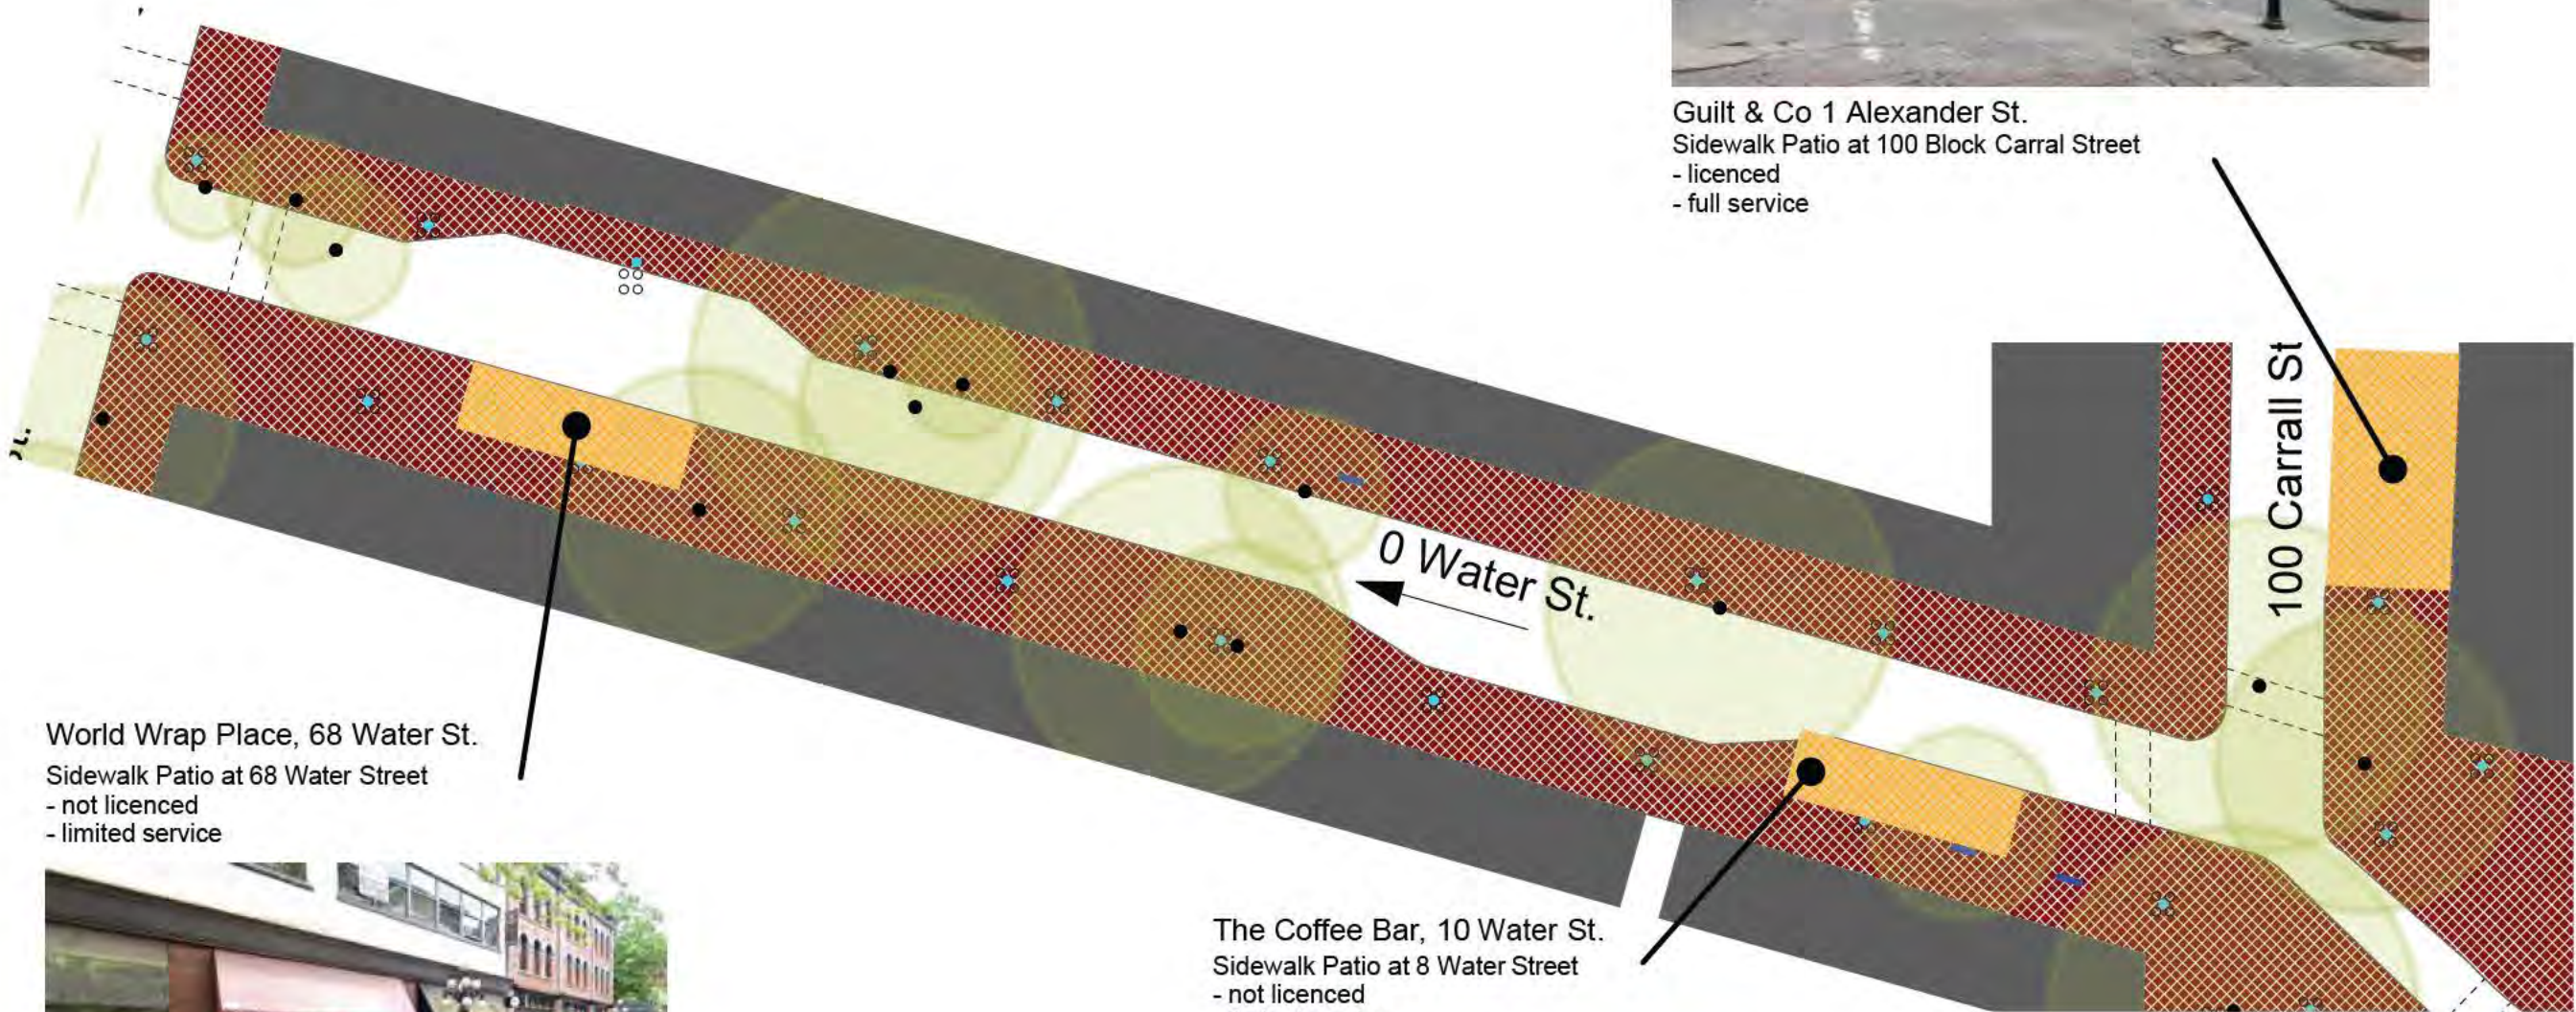 Guilt & Co 1 Alexander St.
Sidewalk Patio at 100 Block Carral Street
- licenced
- full service
100 Carrall St
0 Water St.
World Wrap Place, 68 Water St.
Sidewalk Patio at 68 Water Street
- not licenced
- limited service
The Coffee Bar, 10 Water St.
Sidewalk Patio at 8 Water Street
- not licenced